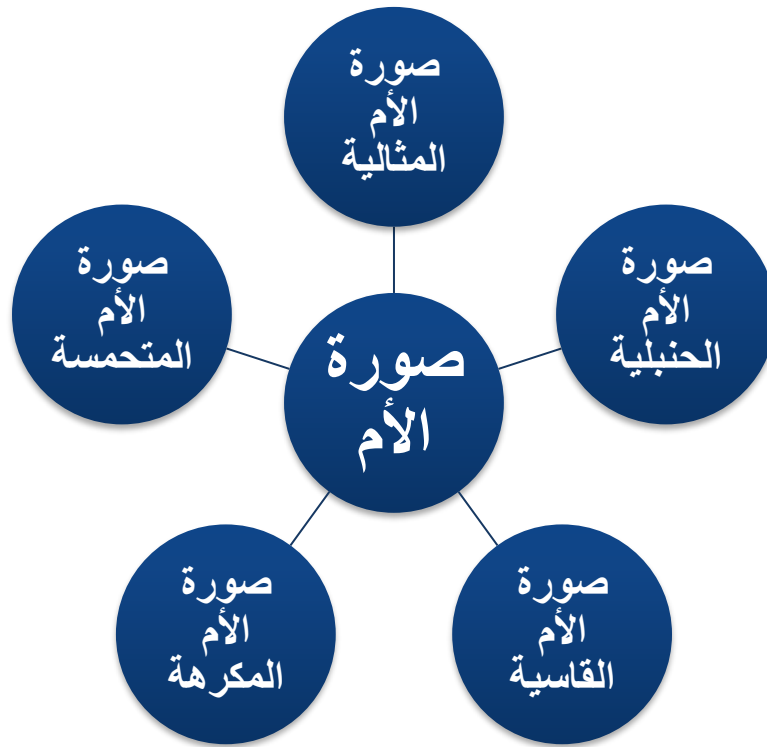 صورة
الأم
المثالية
صورة
الأم
الحنبلية
صورة
الأم
القاسية
صورة
الأم
المكرهة
صورة
الأم
المتحمسة
صورة
الأم